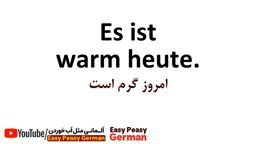 Es ist
warm heute.
امروز گرم است
YouTube/
آلمانی مثل آب خوردن
Easy Peasy German
Easy Peasy
German